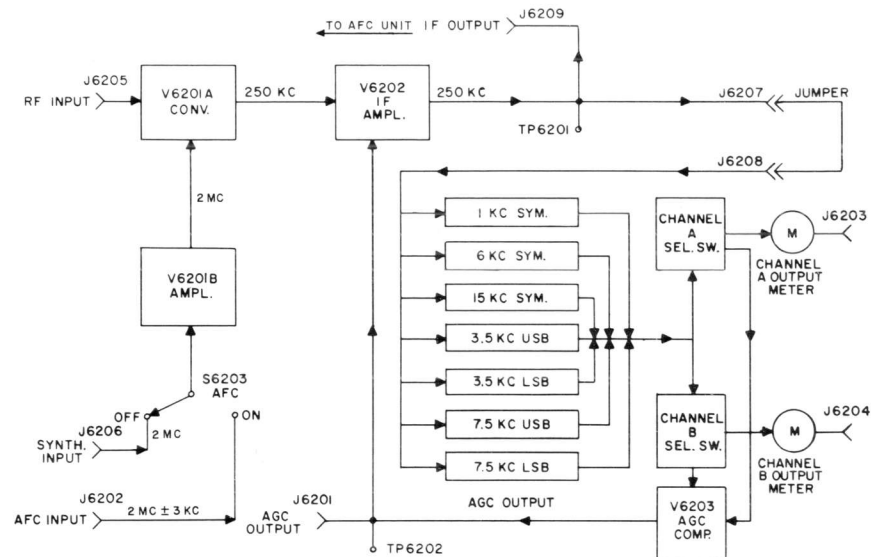 J6209
TO AFC UNIT IF OUTPUT
J6205
RF INPUT
V6201A
CONV.
250 KC
V6202
IF
AMPL.
250 KC
TP6201
J6207
JUMPER
J6208
2 MC
1 KC SYM.
6 KC SYM.
15 KC SYM.
3.5 KC USB
3.5 KC LSB
7.5 KC USB
7.5 KC LSB
CHANNEL
A
SEL. SW.
M
J6203
CHANNEL
A OUTPUT
METER
V6201B
AMPL.
S6203
AFC
OFF
ON
J6206
SYNTH.
INPUT
2 MC
CHANNEL
B
SEL. SW.
M
J6204
CHANNEL
B OUTPUT
METER
J6202
AFC INPUT
2 MC ± 3 KC
J6201
AGC
OUTPUT
AGC OUTPUT
V6203
AGC
COMP.
TP6202